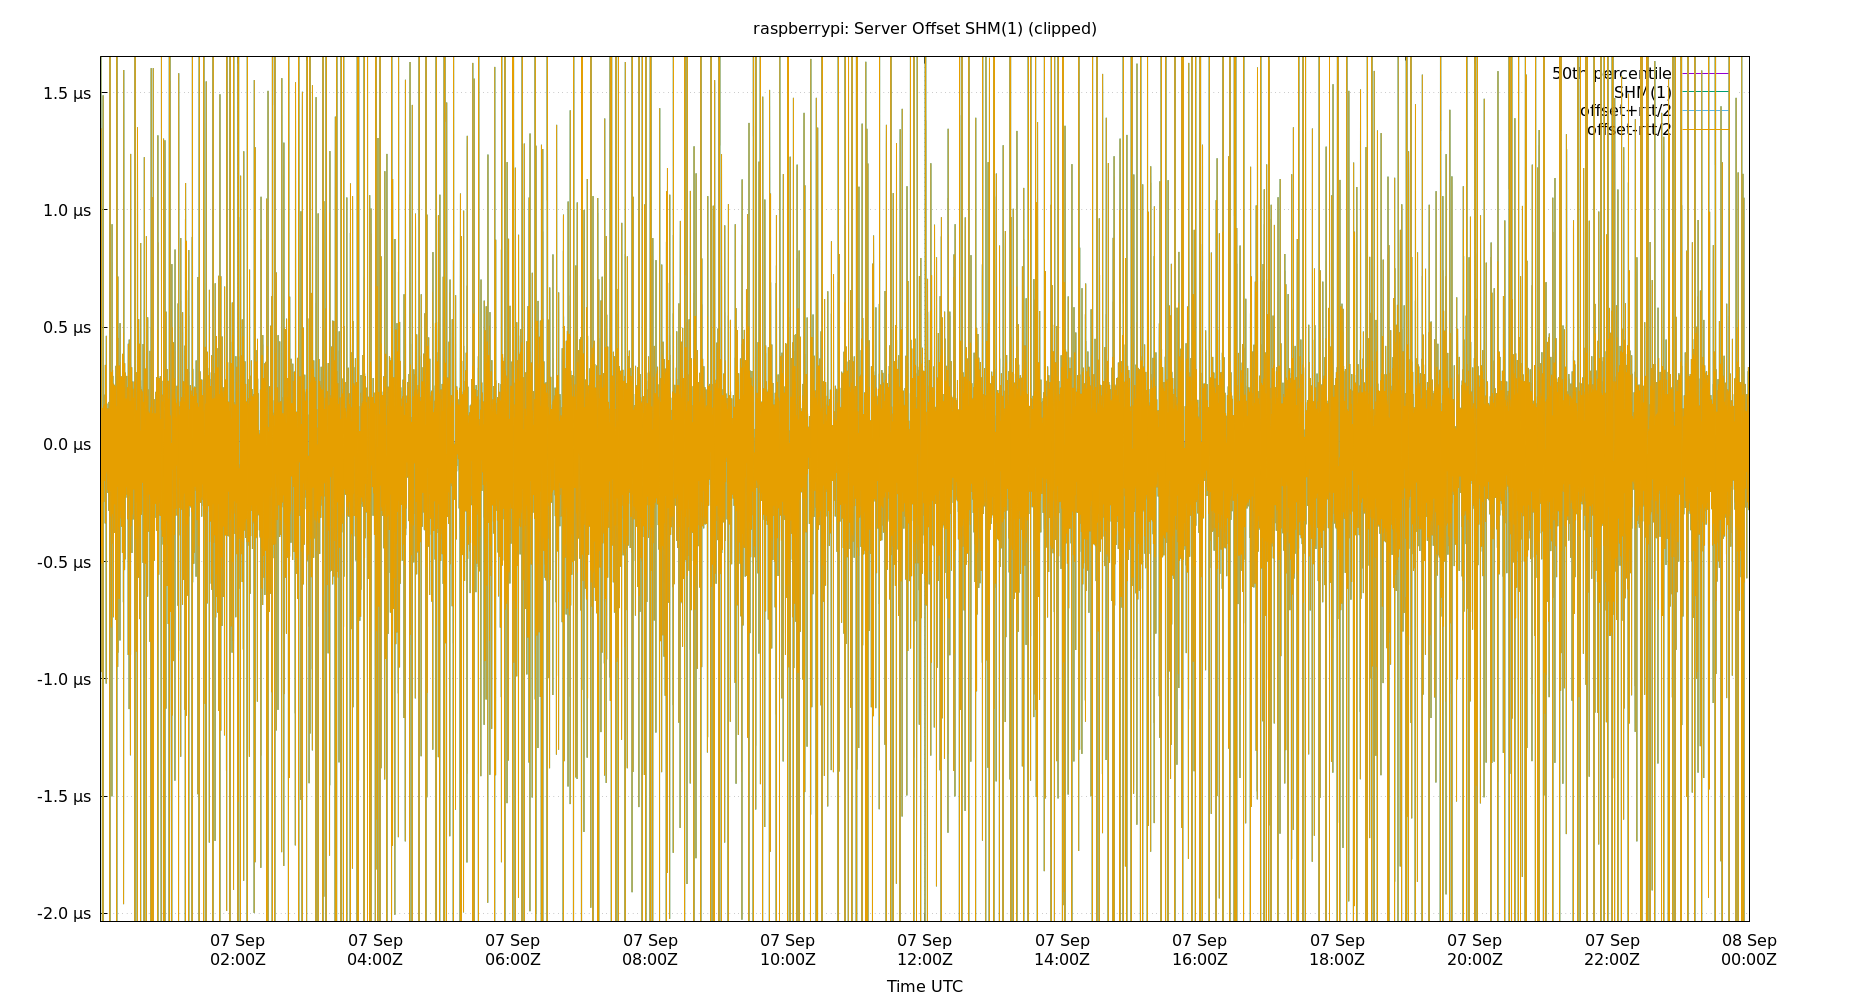 raspberrypi: Server Offset SHM(1) (clipped)
50th percentile
SHM(1)
offset+rtt/2
offset-rtt/2
1.5 µs
1.0 µs
0.5 µs
0.0 µs
-0.5 µs
-1.0 µs
-1.5 µs
-2.0 µs
07 Sep 07 Sep 07 Sep 07 Sep 07 Sep 07 Sep 07 Sep 07 Sep 07 Sep 07 Sep 07 Sep 08 Sep
02:00Z 04:00Z 06:00Z 08:00Z 10:00Z 12:00Z 14:00Z 16:00Z 18:00Z 20:00Z 22:00Z 00:00Z
Time UTC